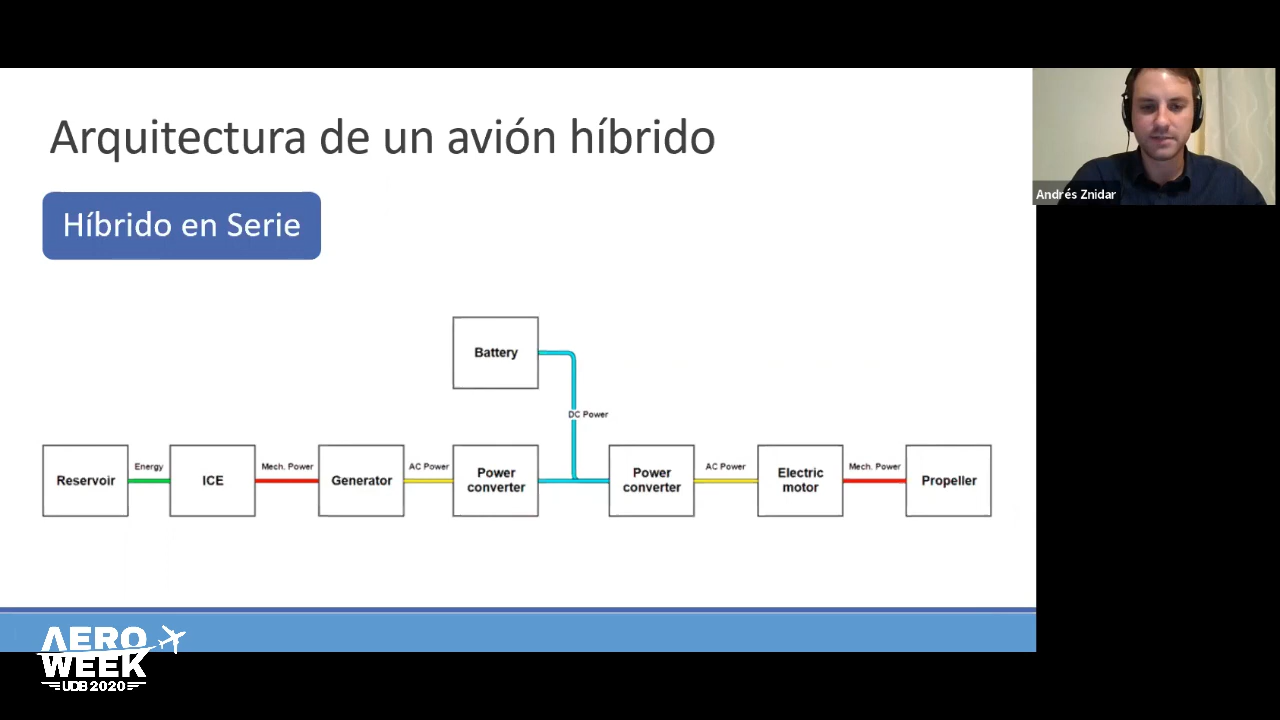 Arquitectura de un avión híbrido
Andrés Znidar
Híbrido en Serie
Battery
DC Power
Reservoir
Energy
ICE
Mech. Power
Generator
AC Power
Power
converter
Power
converter
AC Power
Electric
motor
Mech. Power
Propeller
AERO
WEEK
UDB 2020